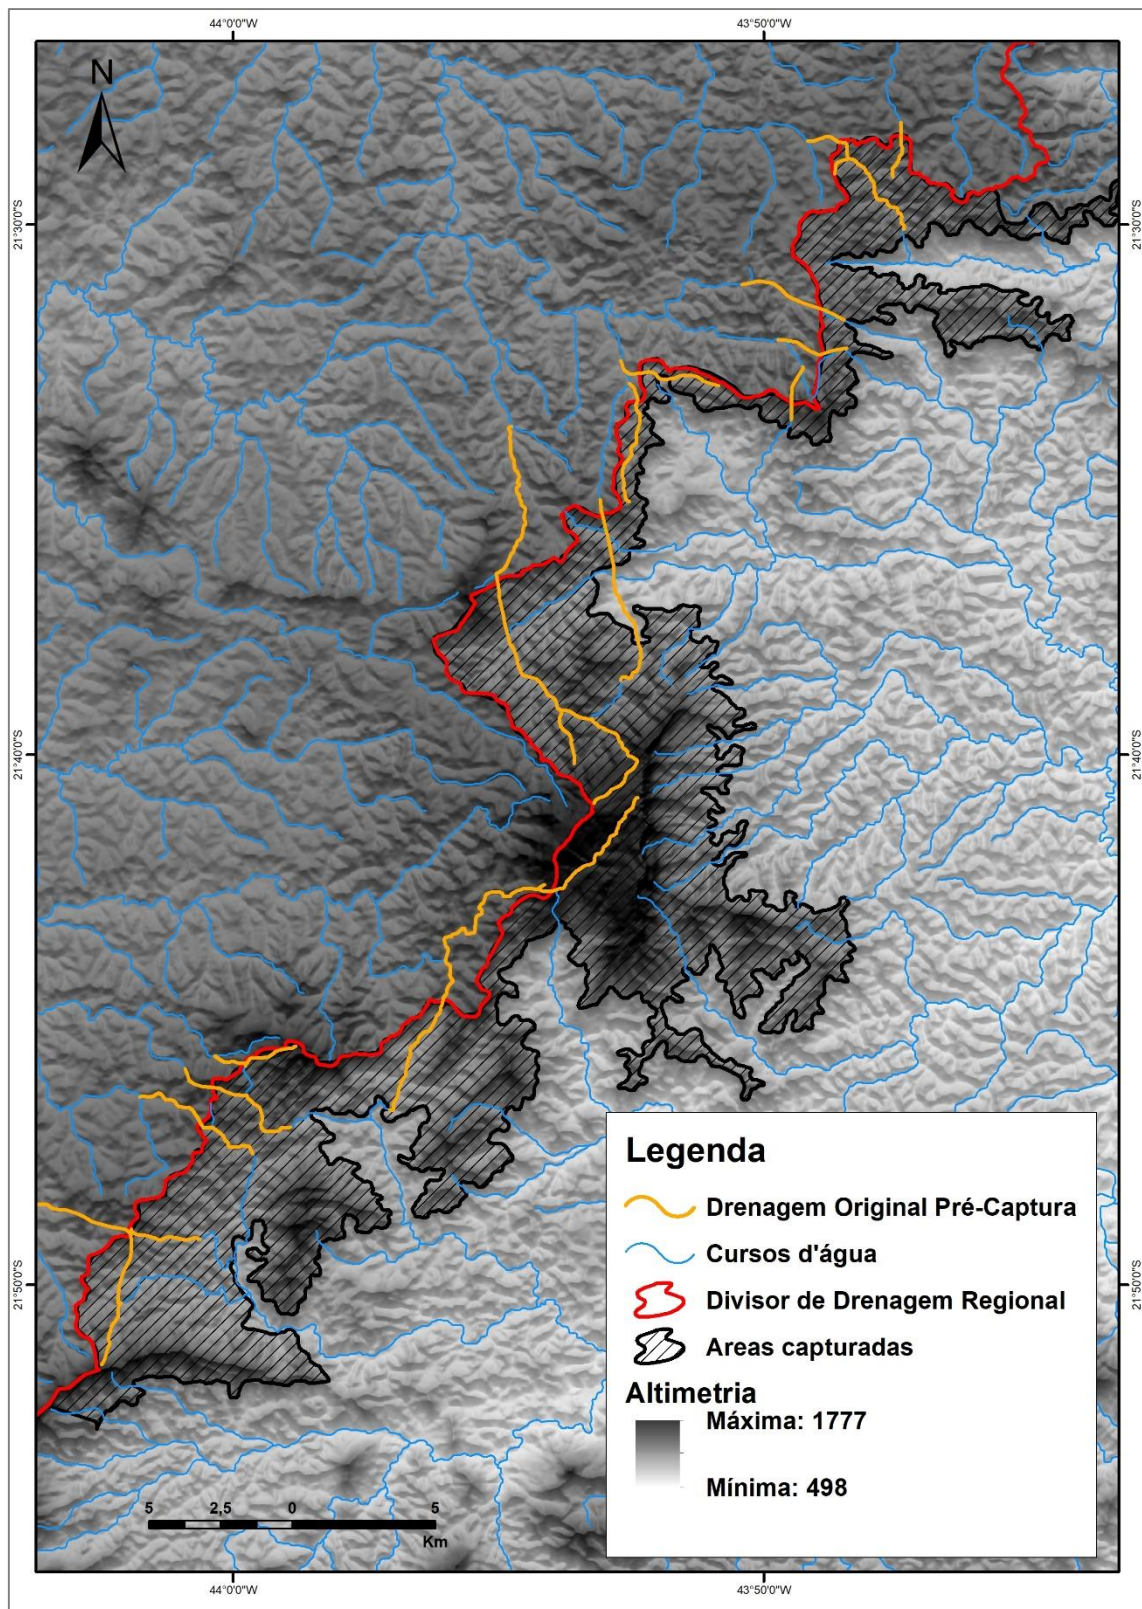 44°0'0"W
43°50'0"W
N
21°30'0"S
21°30'0"S
21°40'0"S
21°40'0"S
Legenda
Drenagem Original Pré-Captura
Cursos d'água
21°50'0"S
21°50'0"S
Divisor de Drenagem Regional
Areas capturadas
Altimetria
Máxima: 1777
Mínima: 498
5 2,5 0 5
Km
44°0'0"W
43°50'0"W